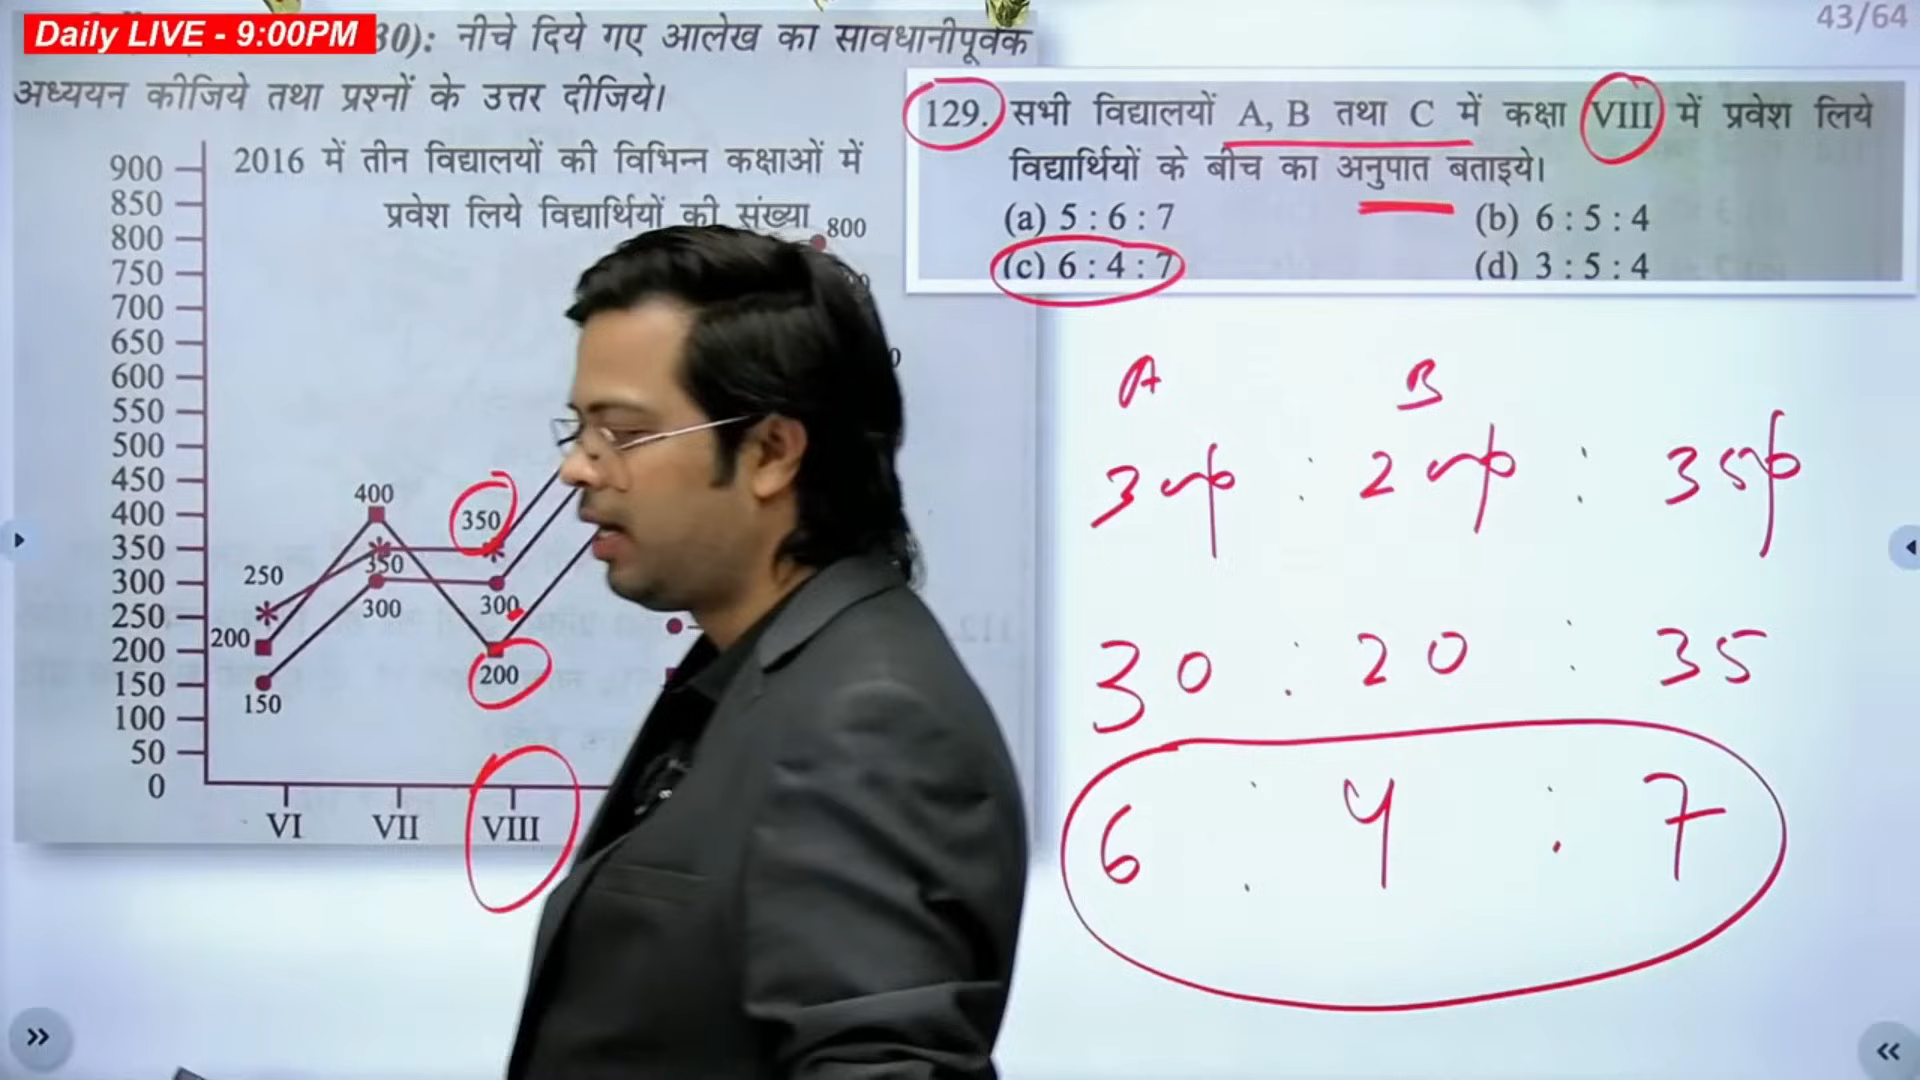 Daily LIVE - 9:00PM
30): नीचे दिये गए आलेख का सावधानीपूर्वक
अध्ययन कीजिये तथा प्रश्नों के उत्तर दीजिये।
2016 में तीन विद्यालयों की विभिन्न कक्षाओं में
प्रवेश लिये विद्यार्थियों की संख्या
900
850
800
750
700
650
600
550
500
450
400
350
300
250
200
150
100
50
0
800
400
350
250
350
300
300
200
200
150
VI VII VIII
43/64
129. सभी विद्यालयों A, B तथा C में कक्षा VIII में प्रवेश लिये
विद्यार्थियों के बीच का अनुपात बताइये।
(a) 5 : 6 : 7 (b) 6 : 5 : 4
(c) 6 : 4 : 7 (d) 3 : 5 : 4
A B
300 : 200 : 350
30 : 20 : 35
6 : 4 : 7